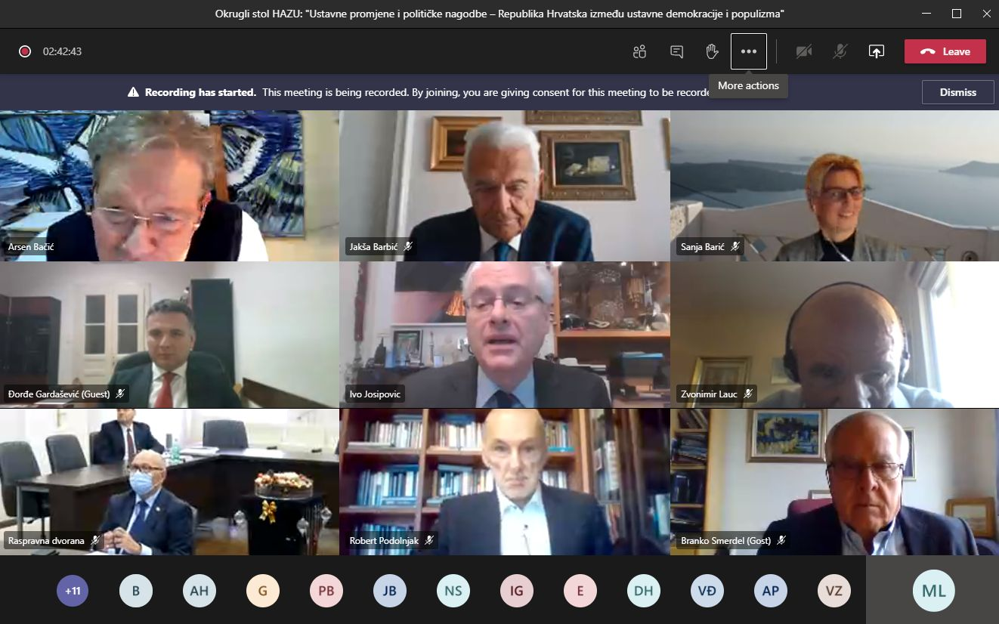 Okrugli stol HAZU: "Ustavne promjene i političke nagodbe – Republika Hrvatska između ustavne demokracije i populizma"
02:42:43
Leave
Recording has started. This meeting is being recorded. By joining, you are giving consent for this meeting to be recorde
More actions
Dismiss
Arsen Bačić
Jakša Barbić
Sanja Barić
Đorđe Gardašević (Guest)
Ivo Josipovic
Zvonimir Lauc
Raspravna dvorana
Robert Podolnjak
Branko Smerdel (Gost)
+11
B
AH
G
PB
JB
NS
IG
E
DH
VĐ
AP
VZ
ML